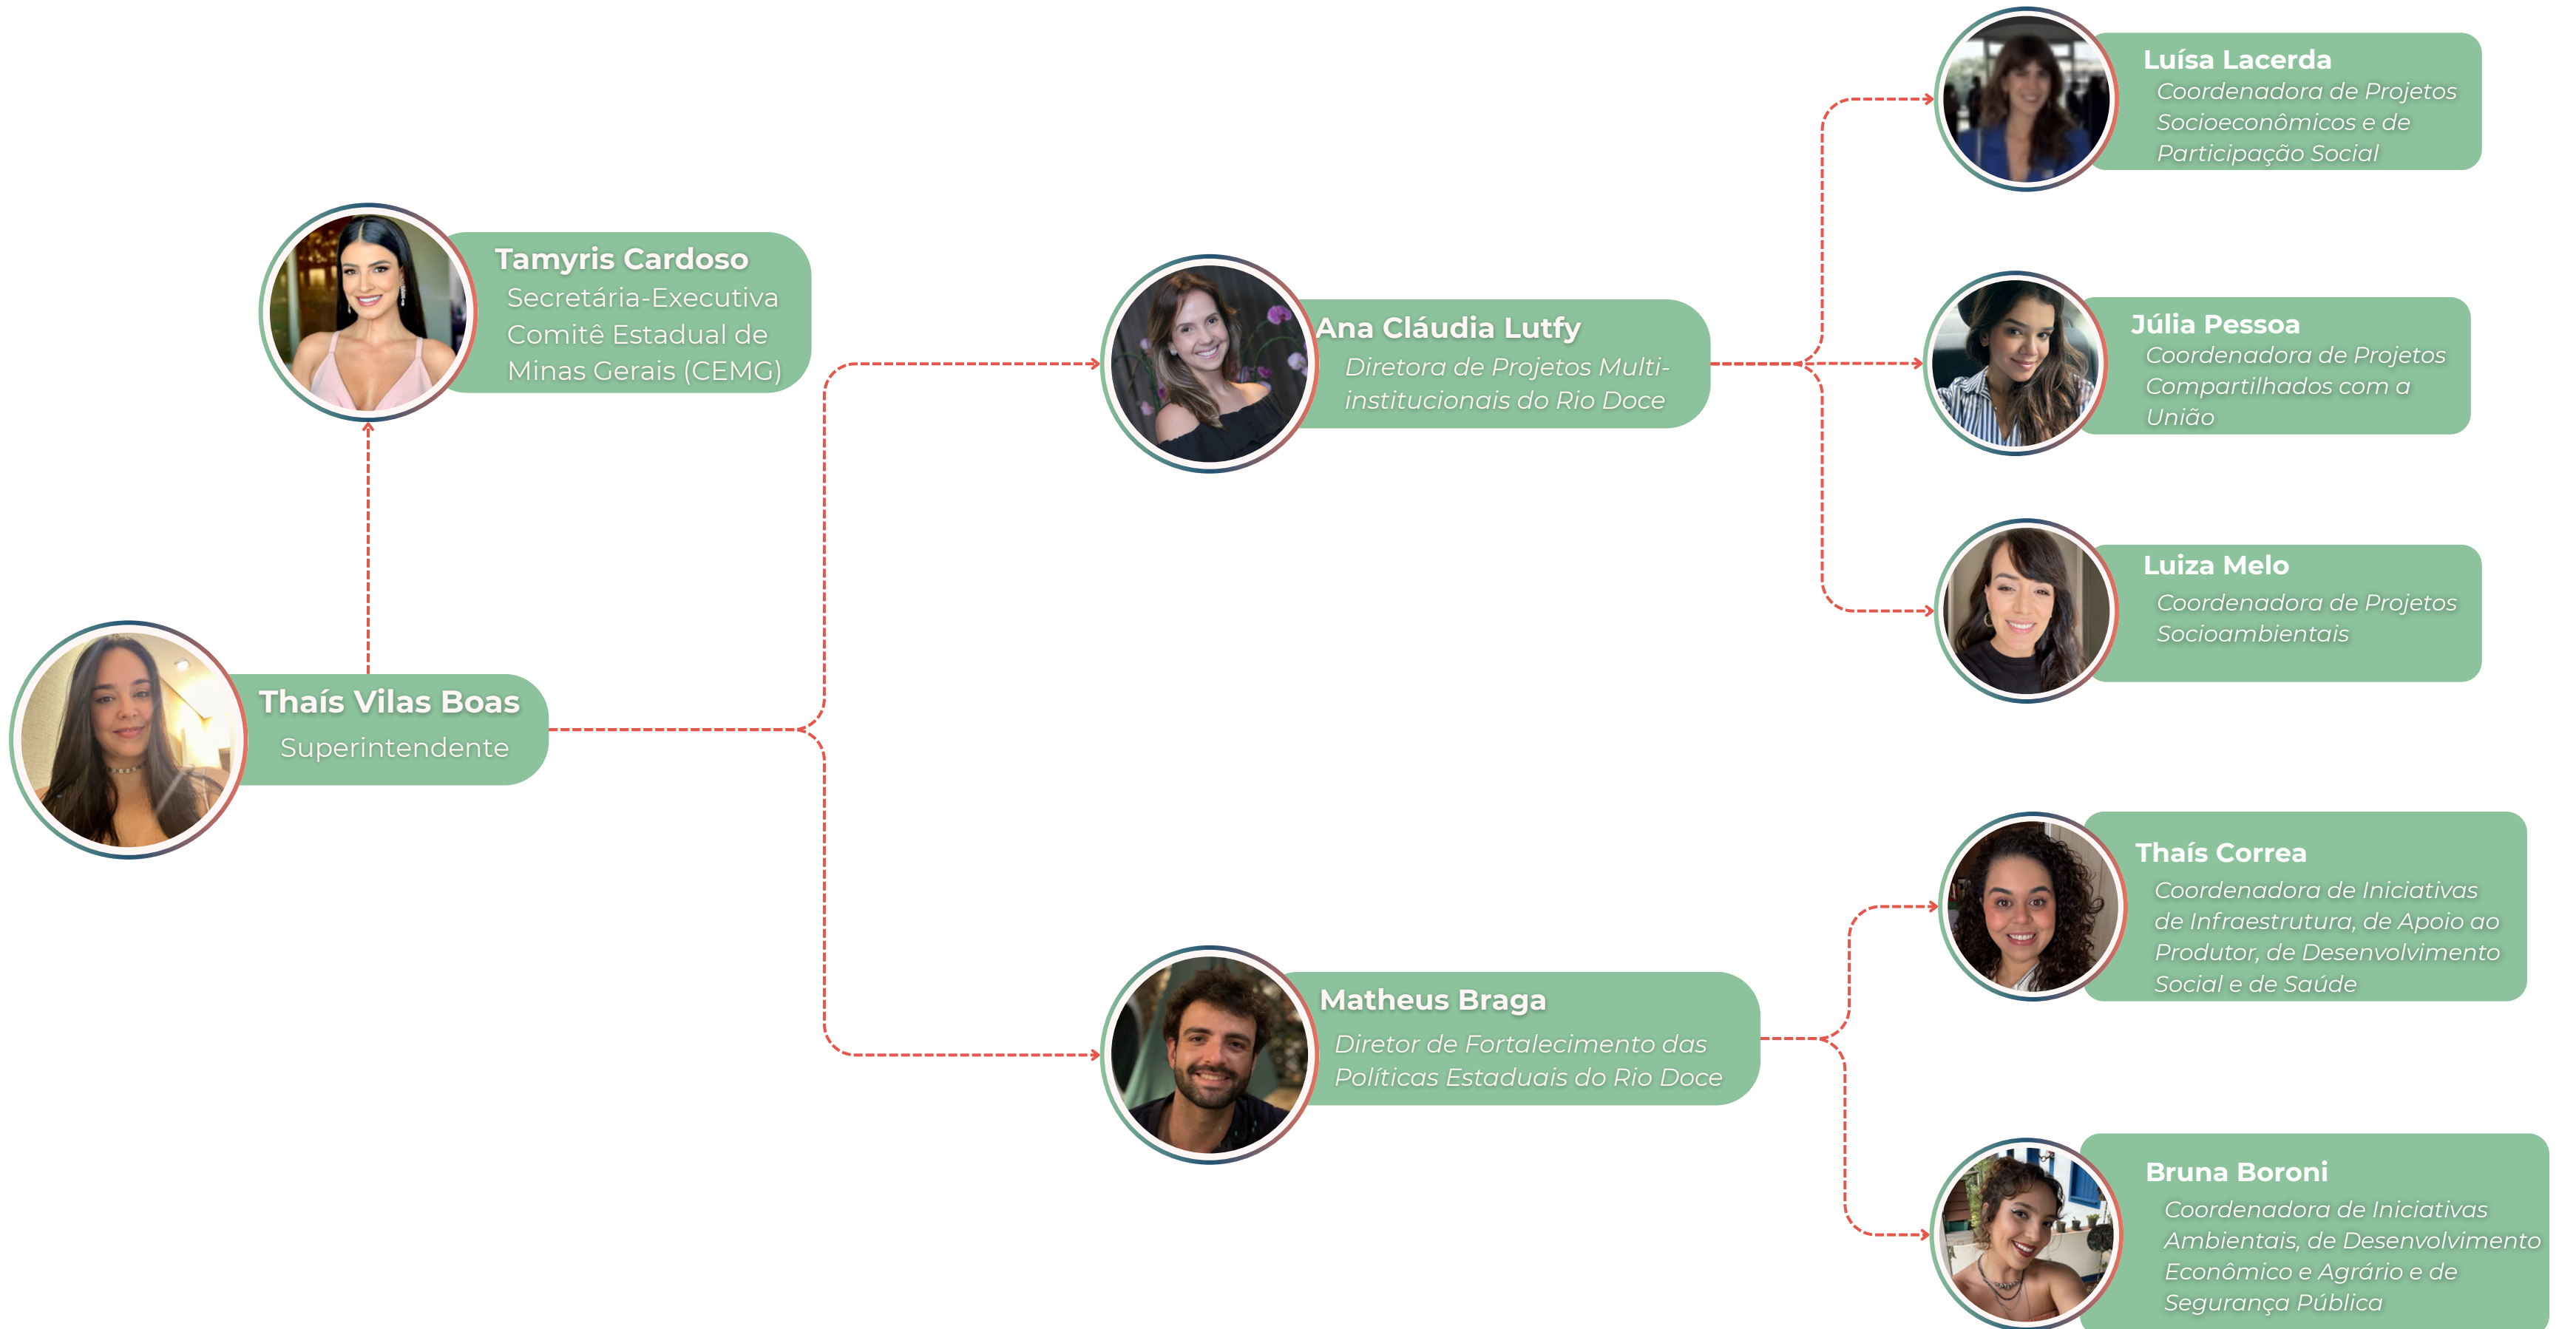 Luísa Lacerda
Coordenadora de Projetos
Socioeconômicos e de
Participação Social
Tamyris Cardoso
Secretária-Executiva
Comitê Estadual de
Minas Gerais (CEMG)
Ana Cláudia Lutfy
Diretora de Projetos Multi-
institucionais do Rio Doce
Júlia Pessoa
Coordenadora de Projetos
Compartilhados com a
União
Luiza Melo
Coordenadora de Projetos
Socioambientais
Thaís Vilas Boas
Superintendente
Thaís Correa
Coordenadora de Iniciativas
de Infraestrutura, de Apoio ao
Produtor, de Desenvolvimento
Social e de Saúde
Matheus Braga
Diretor de Fortalecimento das
Políticas Estaduais do Rio Doce
Bruna Boroni
Coordenadora de Iniciativas
Ambientais, de Desenvolvimento
Econômico e Agrário e de
Segurança Pública